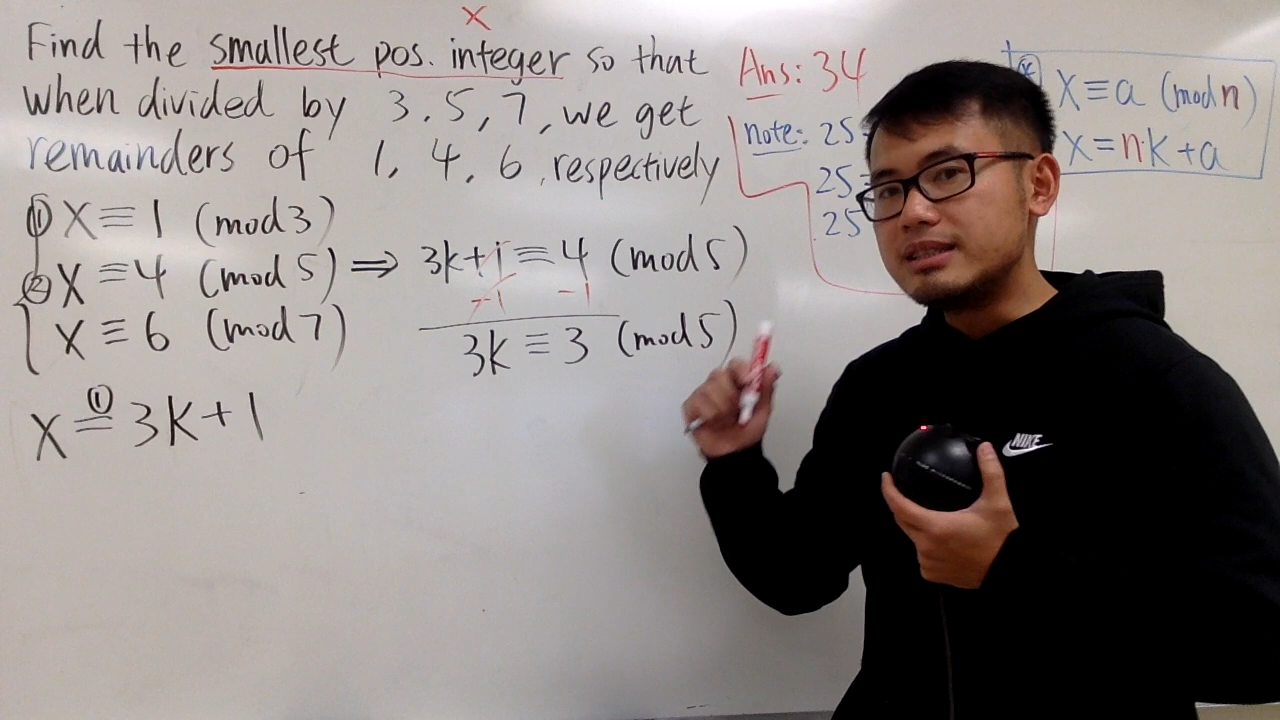 x
Find the smallest pos. integer so that
when divided by 3, 5, 7, we get
remainders of 1, 4, 6, respectively
① X ≡ 1 (mod 3)
② X ≡ 4 (mod 5) ⇒ 3k+1 ≡ 4 (mod 5)
-1 -1
X ≡ 6 (mod 7)
3k ≡ 3 (mod 5)
x ①= 3k+1
Ans: 34
note: 25
25
25
X ≡ a (mod n)
X = n·k + a
NIKE